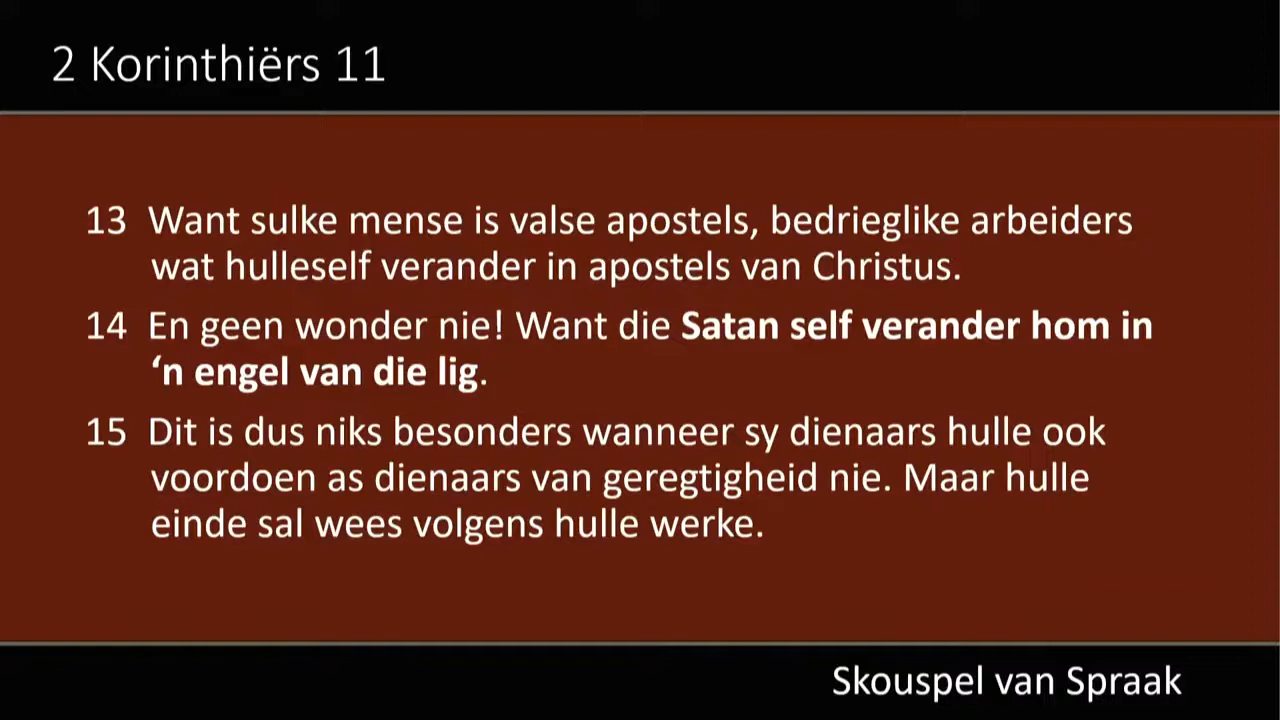 2 Korinthiërs 11
13 Want sulke mense is valse apostels, bedrieglike arbeiders
wat hulleself verander in apostels van Christus.
14 En geen wonder nie! Want die Satan self verander hom in
‘n engel van die lig.
15 Dit is dus niks besonders wanneer sy dienaars hulle ook
voordoen as dienaars van geregtigheid nie. Maar hulle
einde sal wees volgens hulle werke.
Skouspel van Spraak